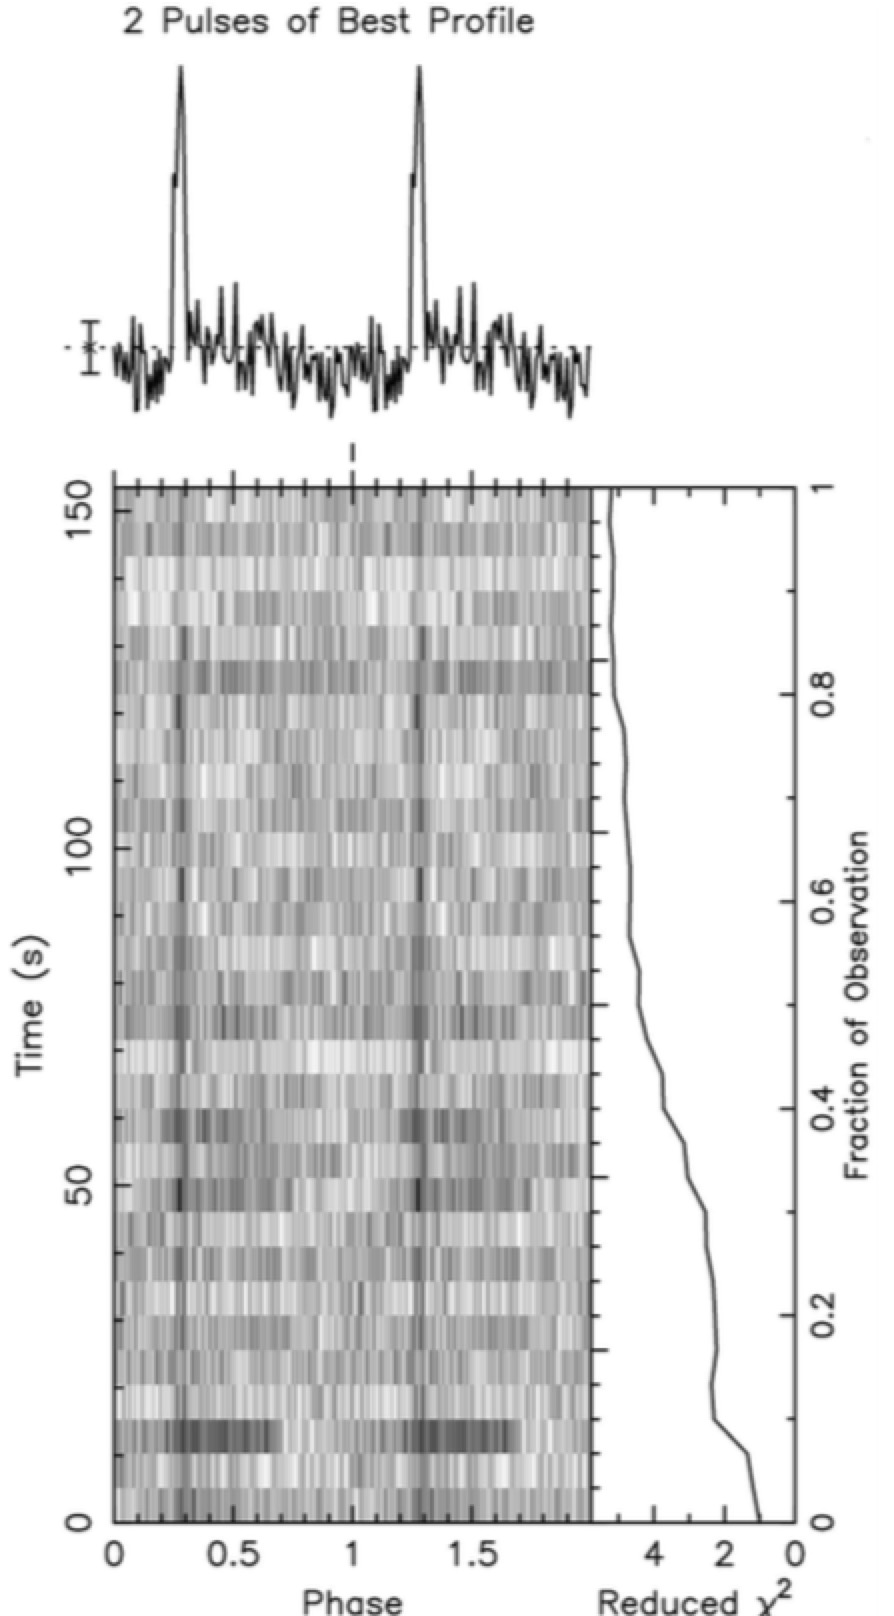 2 Pulses of Best Profile
150
100
50
0
Time (s)
0 0.5 1 1.5
Phase
4 2 0
Reduced χ²
1
0.8
0.6
0.4
0.2
0
Fraction of Observation